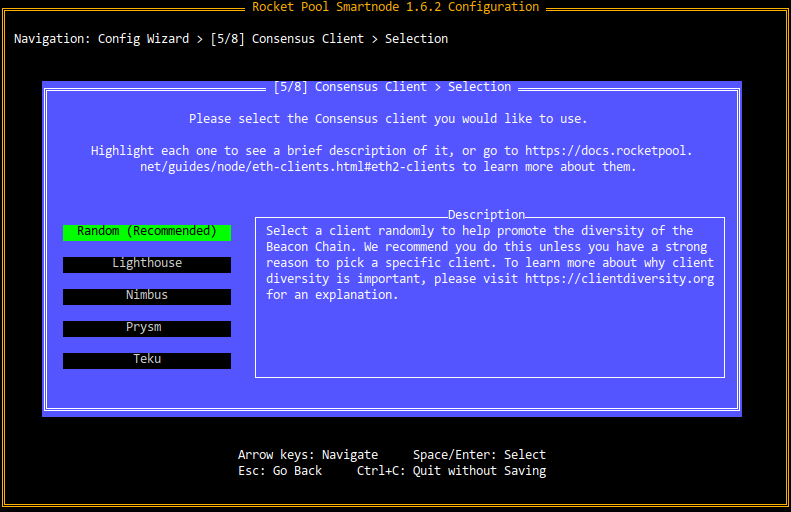 Rocket Pool Smartnode 1.6.2 Configuration
Navigation: Config Wizard > [5/8] Consensus Client > Selection
[5/8] Consensus Client > Selection
Please select the Consensus client you would like to use.
Highlight each one to see a brief description of it, or go to https://docs.rocketpool.
net/guides/node/eth-clients.html#eth2-clients to learn more about them.
Random (Recommended)
Lighthouse
Nimbus
Prysm
Teku
Description
Select a client randomly to help promote the diversity of the
Beacon Chain. We recommend you do this unless you have a strong
reason to pick a specific client. To learn more about why client
diversity is important, please visit https://clientdiversity.org
for an explanation.
Arrow keys: Navigate     Space/Enter: Select
Esc: Go Back     Ctrl+C: Quit without Saving